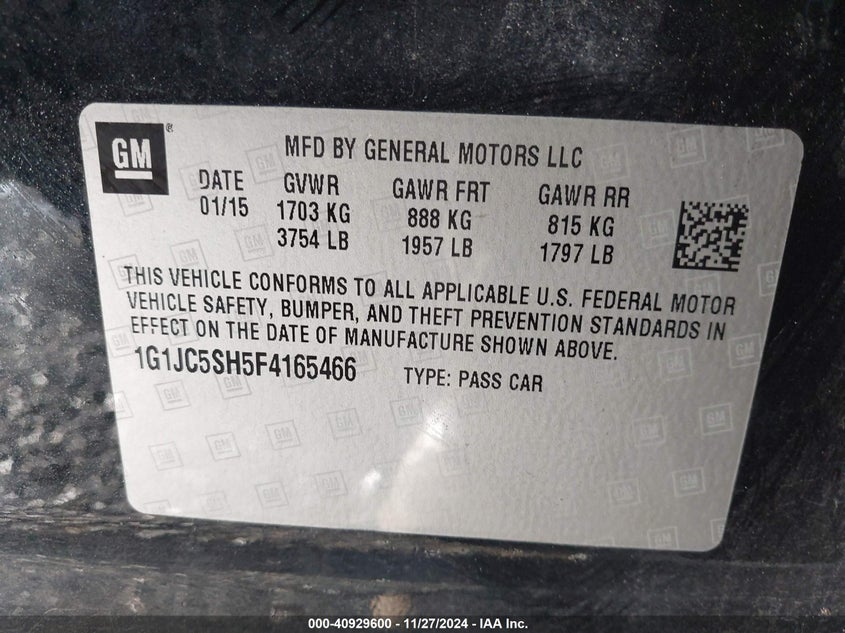 GM ®
MFD BY GENERAL MOTORS LLC
DATE GVWR GAWR FRT GAWR RR
01/15 1703 KG 888 KG 815 KG
3754 LB 1957 LB 1797 LB
THIS VEHICLE CONFORMS TO ALL APPLICABLE U.S. FEDERAL MOTOR
VEHICLE SAFETY, BUMPER, AND THEFT PREVENTION STANDARDS IN
EFFECT ON THE DATE OF MANUFACTURE SHOWN ABOVE.
1G1JC5SH5F4165466 TYPE: PASS CAR
000-40929600 - 11/27/2024 - IAA Inc.